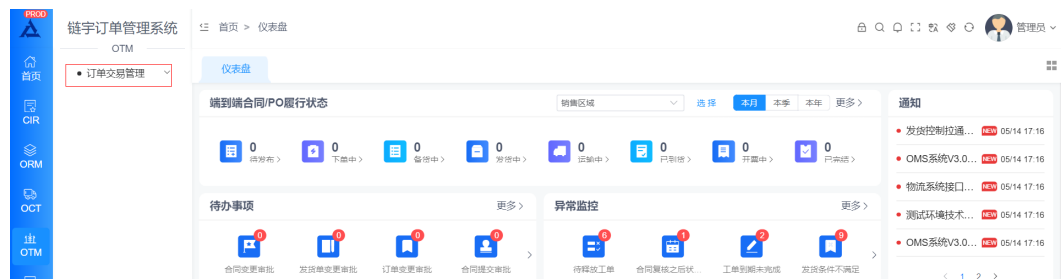 PROD
链宇订单管理系统
OTM
首页 > 仪表盘
管理员
首页
CIR
ORM
OCT
OTM
订单交易管理
仪表盘
端到端合同/PO履行状态
销售区域
选择
本月 本季 本年 更多>
0 待发布>
0 下单中>
0 备货中>
0 发货中>
0 运输中>
0 已到货>
0 开票中>
0 已完结>
待办事项 更多>
0 合同变更审批
0 发货单变更审批
0 订单变更审批
0 合同提交审批
异常监控 更多>
6 待释放工单
1 合同复核之后状...
2 工单到期未完成
9 发货条件不满足
通知
发货控制拉通... NEW 05/14 17:16
OMS系统V3.0... NEW 05/14 17:16
物流系统接口... NEW 05/14 17:16
测试环境技术... NEW 05/14 17:16
OMS系统V3.0... NEW 05/14 17:16
< 1 2 >